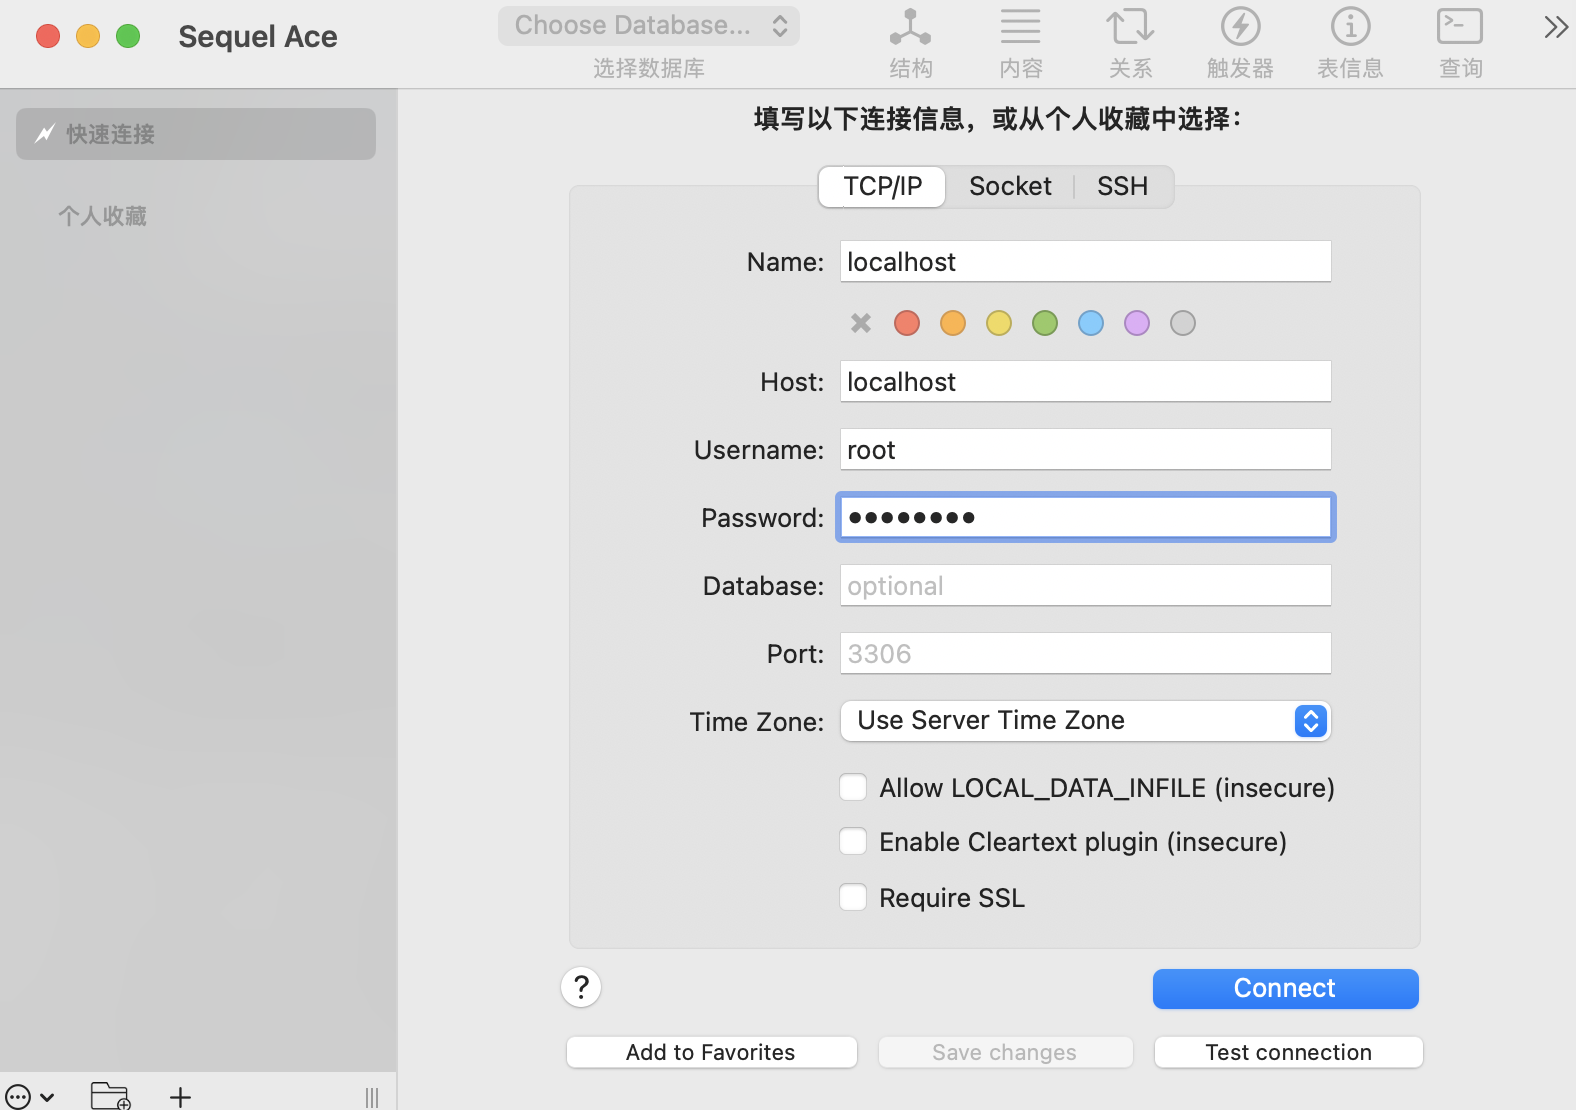 Sequel Ace
Choose Database...
选择数据库
结构
内容
关系
触发器
表信息
查询
快速连接
个人收藏
填写以下连接信息，或从个人收藏中选择：
TCP/IP Socket SSH
Name: localhost
Host: localhost
Username: root
Password: ••••••••
Database: optional
Port: 3306
Time Zone: Use Server Time Zone
Allow LOCAL_DATA_INFILE (insecure)
Enable Cleartext plugin (insecure)
Require SSL
?
Connect
Add to Favorites
Save changes
Test connection